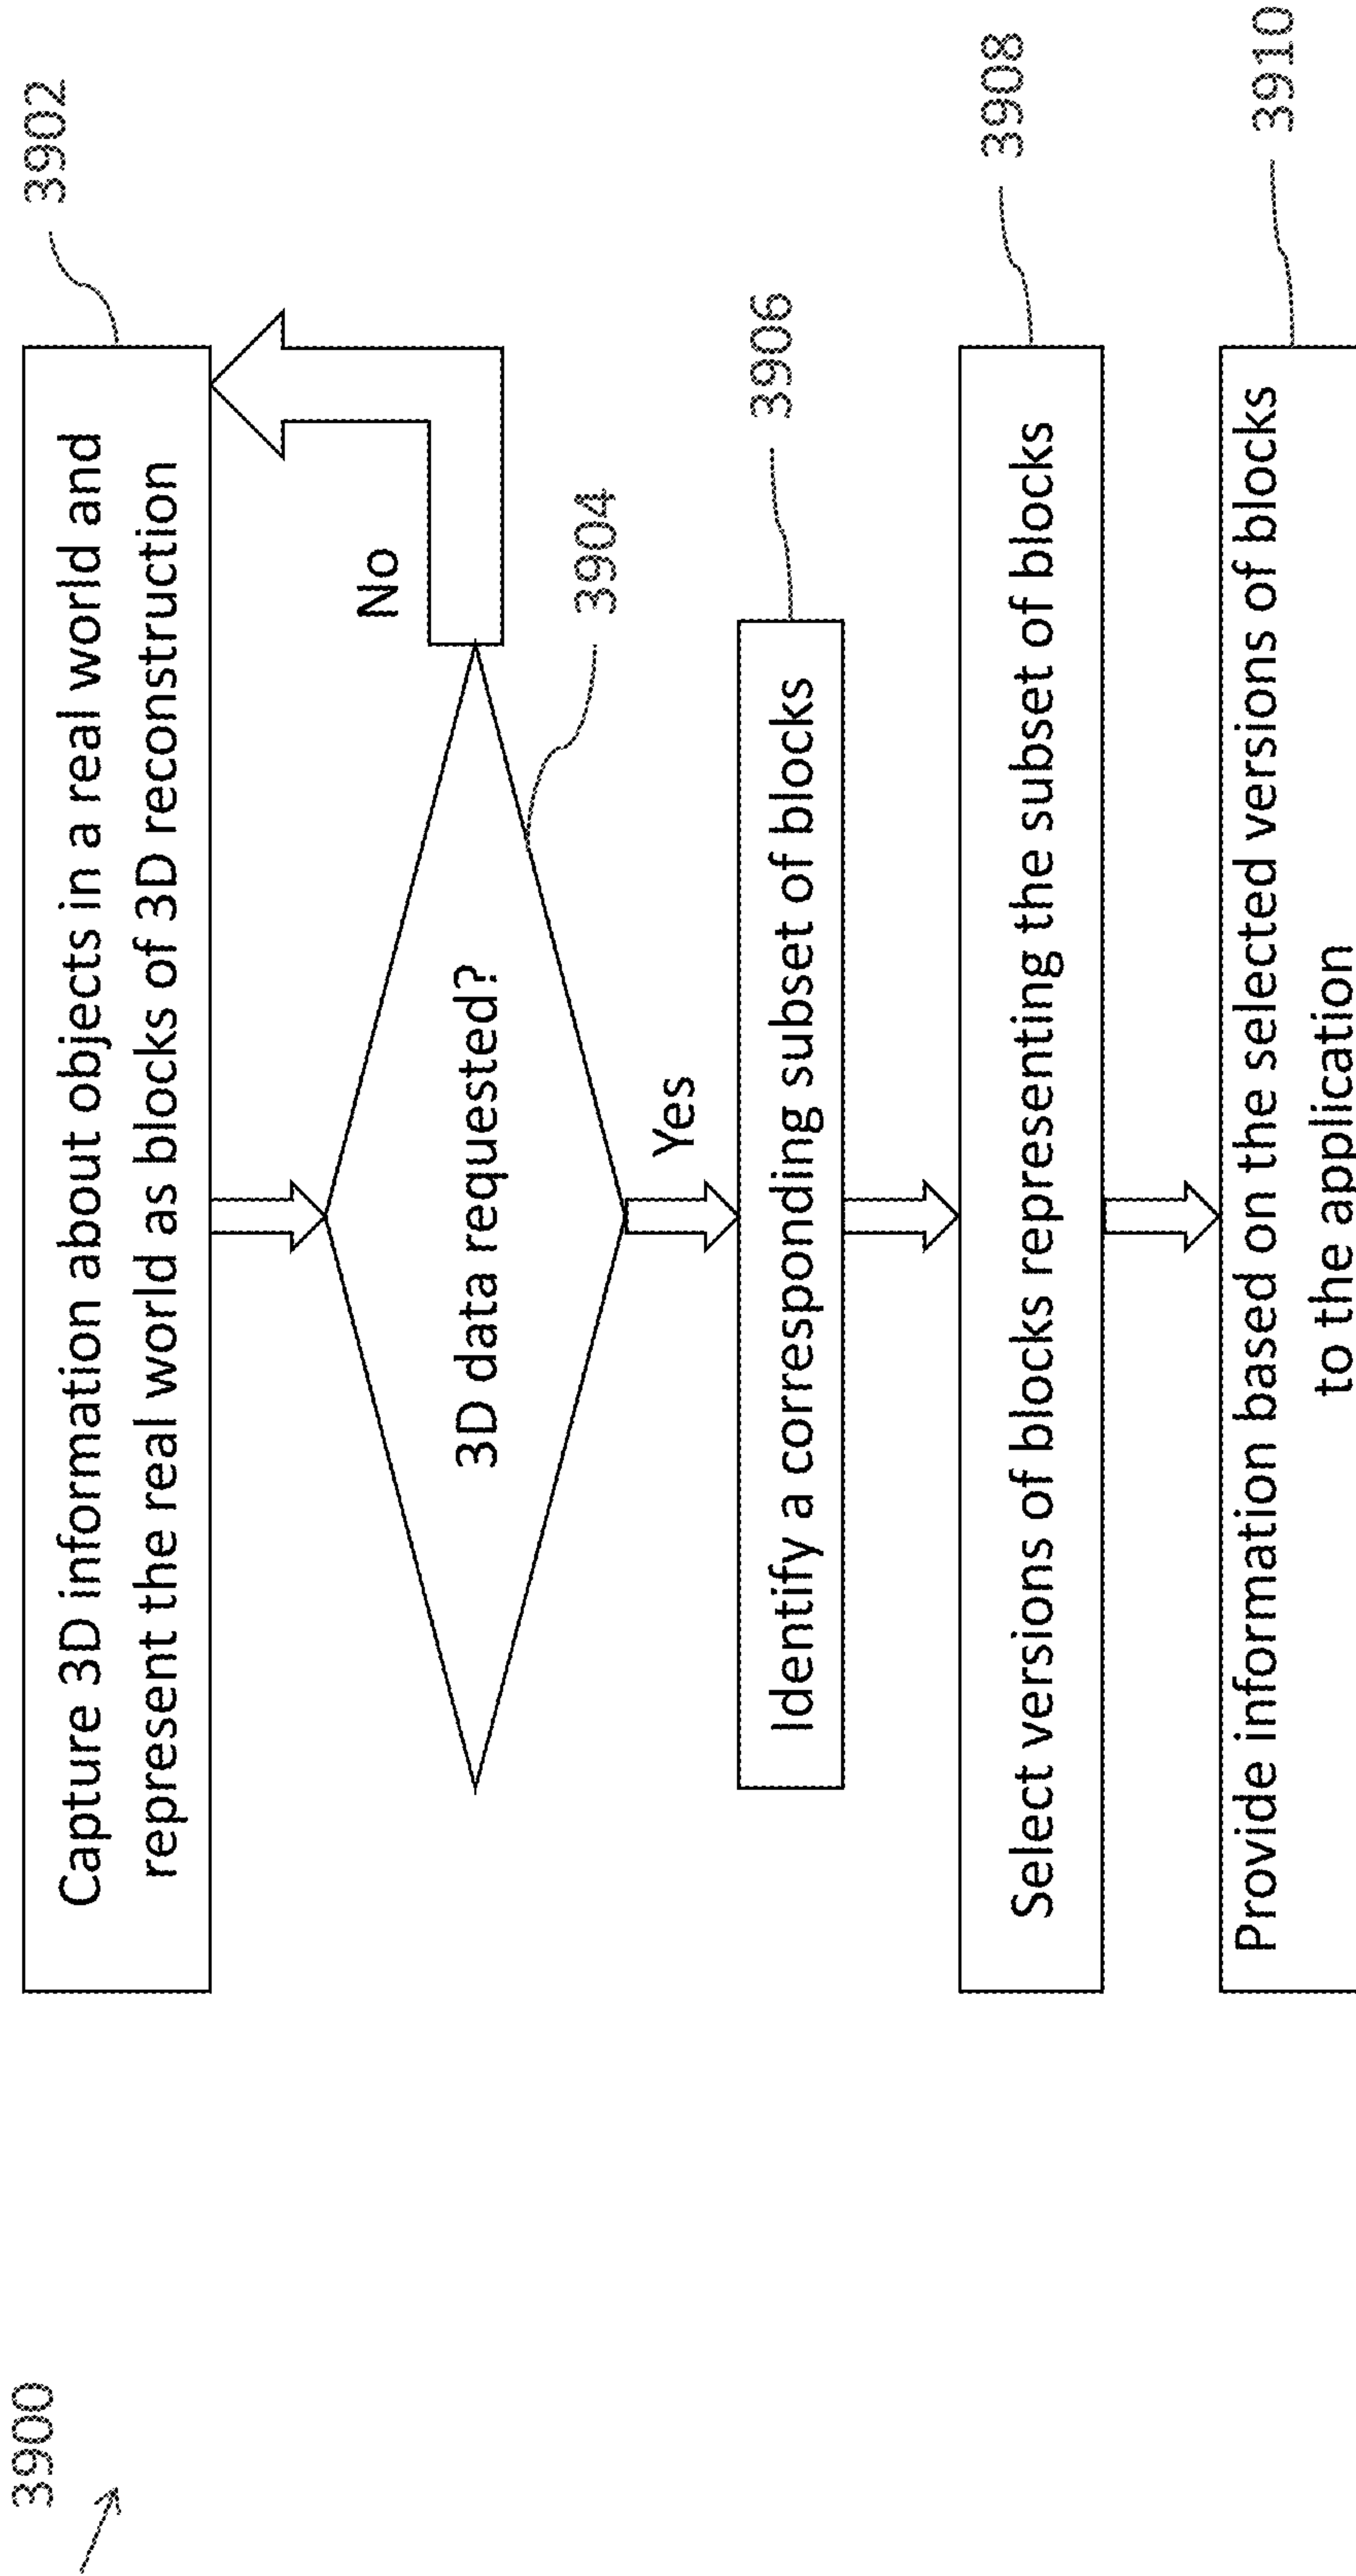 3900
Capture 3D information about objects in a real world and
represent the real world as blocks of 3D reconstruction
3902
3D data requested?
No
3904
Yes
Identify a corresponding subset of blocks
3906
Select versions of blocks representing the subset of blocks
3908
Provide information based on the selected versions of blocks
to the application
3910